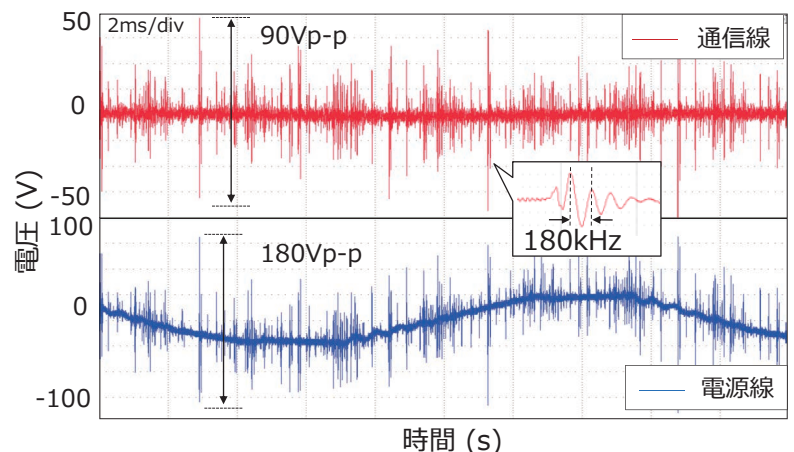 50
2ms/div
90Vp-p
通信線
0
-50
180kHz
電圧 (V)
100
180Vp-p
0
-100
電源線
時間 (s)